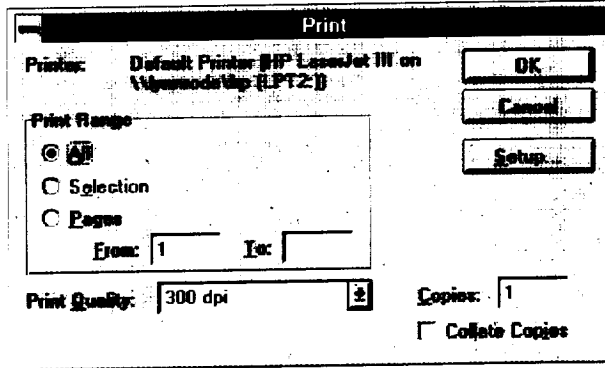 Print
Printer: Default Printer (HP LaserJet III on
(LPT2:))
OK
Cancel
Setup...
Print Range
All
Selection
Pages
From: 1 To:
Print Quality: 300 dpi
Copies: 1
Collate Copies